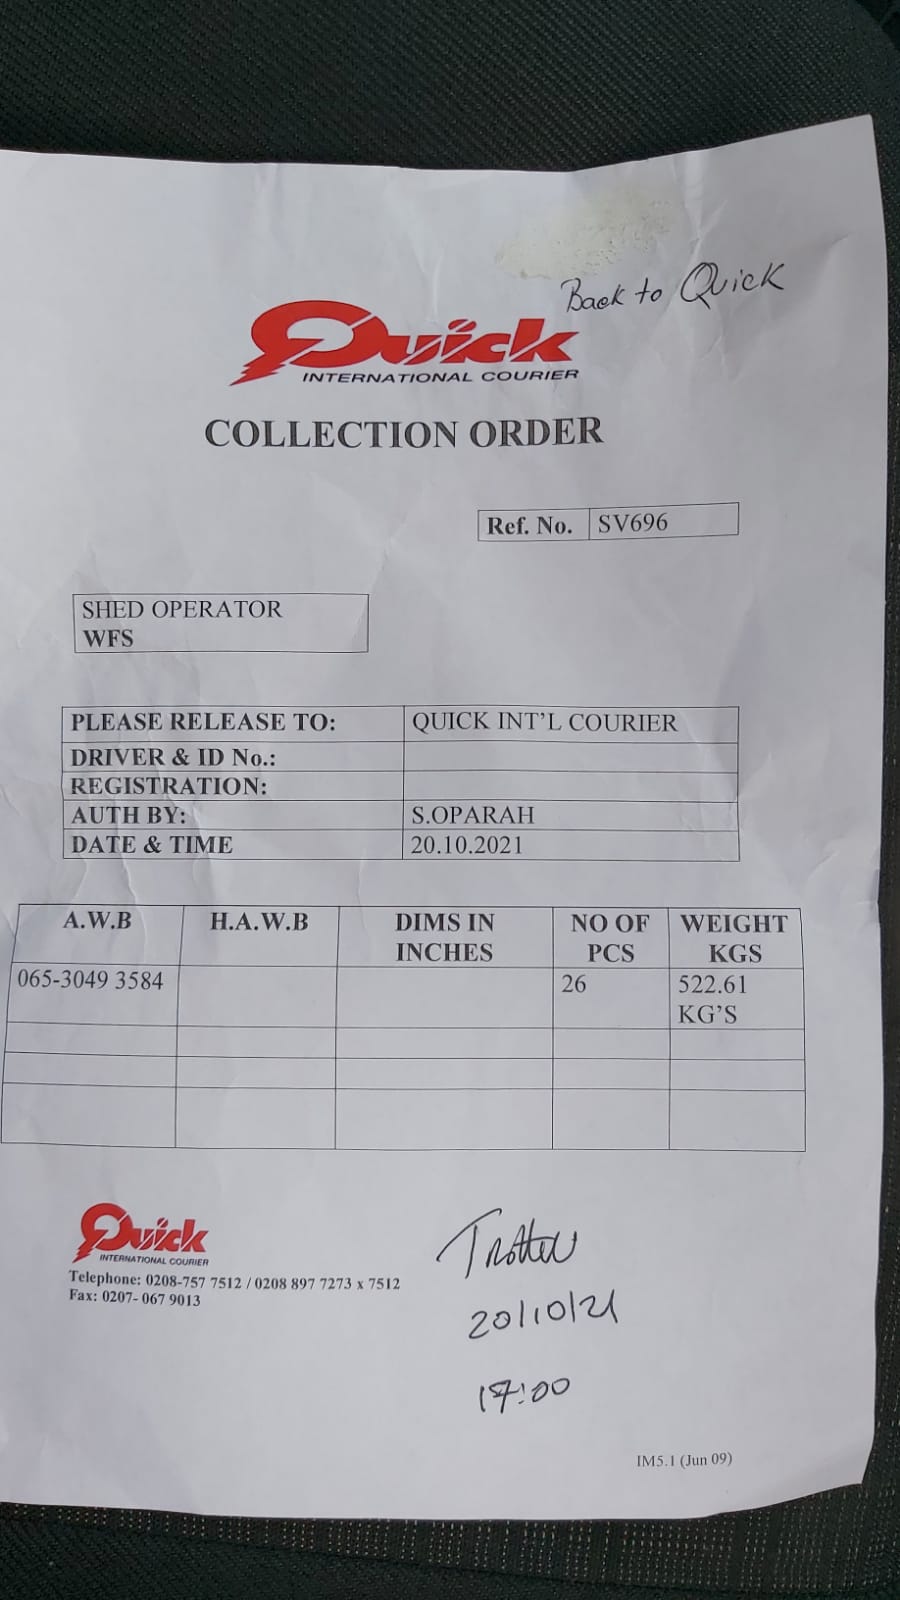 Back to Quick
Quick
INTERNATIONAL COURIER
COLLECTION ORDER
Ref. No. SV696
SHED OPERATOR
WFS
PLEASE RELEASE TO: QUICK INT'L COURIER
DRIVER & ID No.:
REGISTRATION:
AUTH BY: S.OPARAH
DATE & TIME 20.10.2021
A.W.B H.A.W.B DIMS IN INCHES NO OF PCS WEIGHT KGS
065-3049 3584 26 522.61 KG'S
Quick
INTERNATIONAL COURIER
Telephone: 0208-757 7512 / 0208 897 7273 x 7512
Fax: 0207- 067 9013
20/10/21
17:00
IM5.1 (Jun 09)